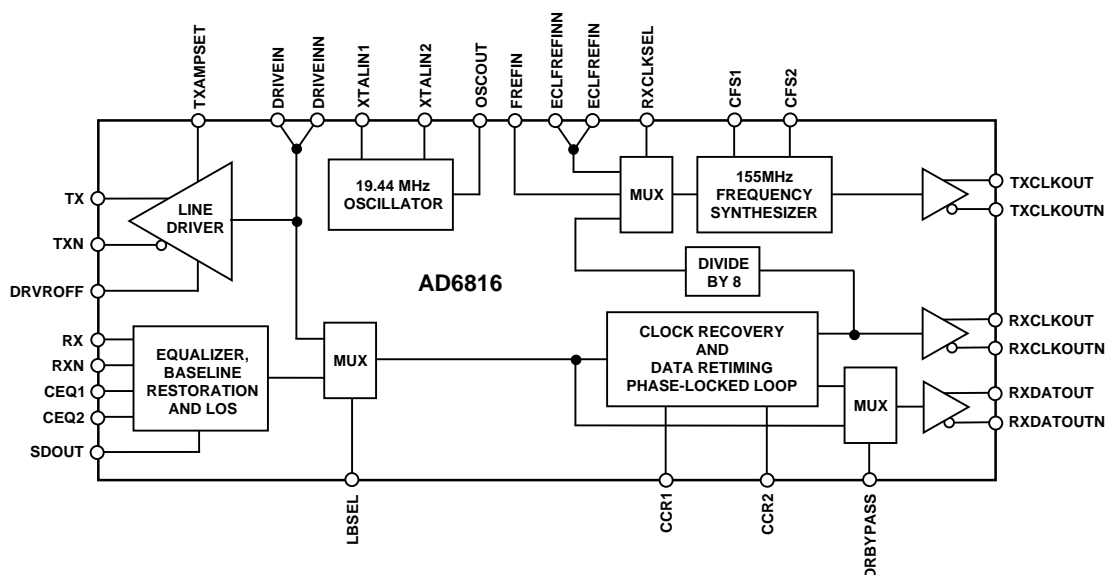 TXAMPSET
DRIVEIN
DRIVEINN
XTALIN1
XTALIN2
OSCOUT
FREFIN
ECLFREFINN
ECLFREFIN
RXCLKSEL
CFS1
CFS2
TX
TXN
DRVROFF
LINE
DRIVER
19.44 MHz
OSCILLATOR
MUX
155MHz
FREQUENCY
SYNTHESIZER
TXCLKOUT
TXCLKOUTN
DIVIDE
BY 8
AD6816
RX
RXN
CEQ1
CEQ2
SDOUT
EQUALIZER,
BASELINE
RESTORATION
AND LOS
MUX
CLOCK RECOVERY
AND
DATA RETIMING
PHASE-LOCKED LOOP
MUX
RXCLKOUT
RXCLKOUTN
RXDATOUT
RXDATOUTN
LBSEL
CCR1
CCR2